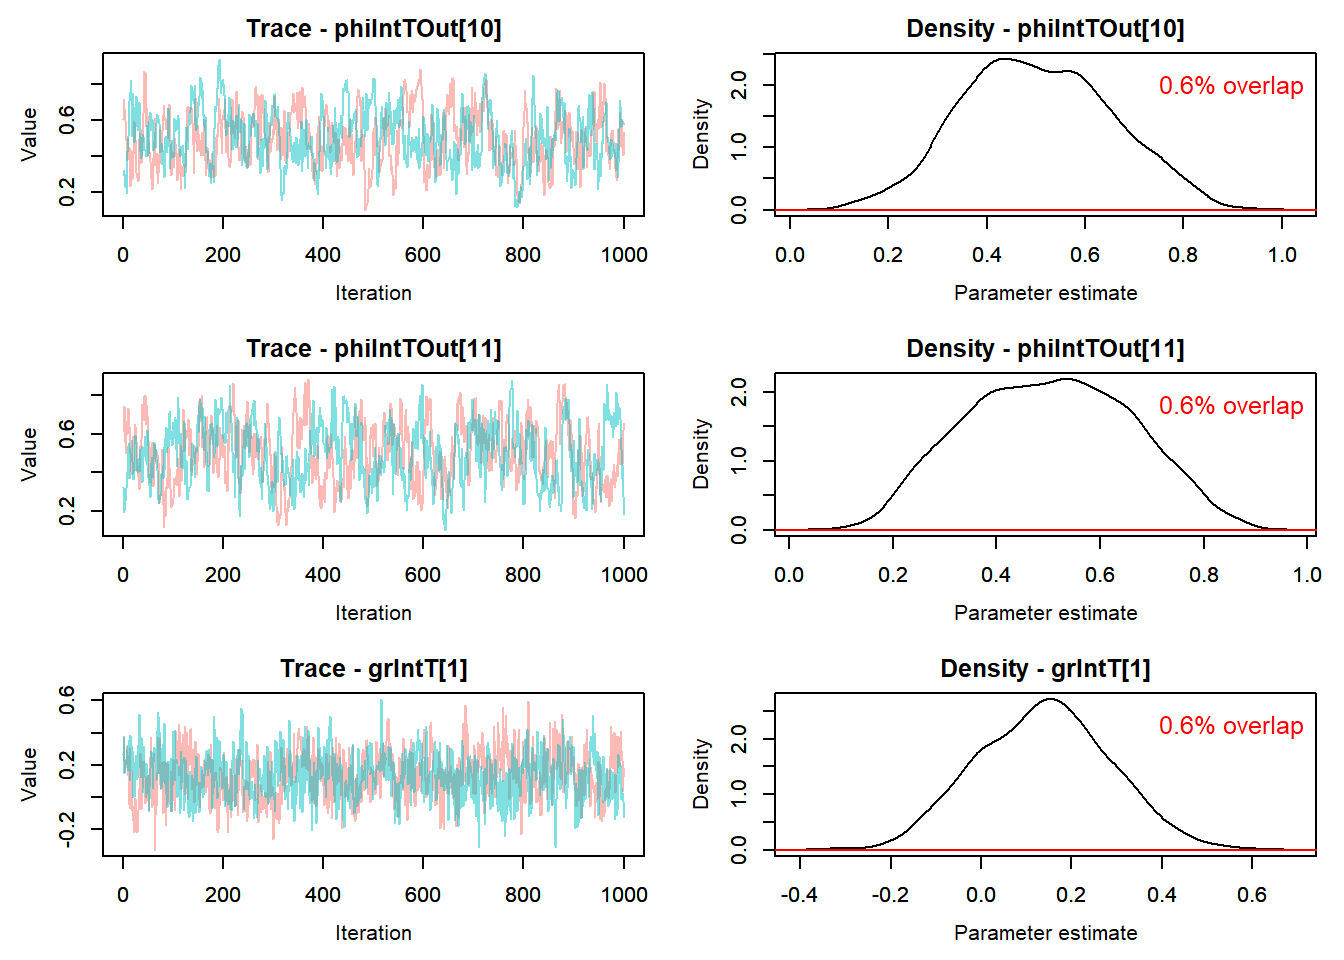 Trace - phiIntTOut[10]
Value
0.2
0.6
0
200
400
600
800
1000
Iteration
Density - phiIntTOut[10]
0.6% overlap
Density
0.0
1.0
2.0
0.0
0.2
0.4
0.6
0.8
1.0
Parameter estimate
Trace - phiIntTOut[11]
Value
0.2
0.6
0
200
400
600
800
1000
Iteration
Density - phiIntTOut[11]
0.6% overlap
Density
0.0
1.0
2.0
0.0
0.2
0.4
0.6
0.8
1.0
Parameter estimate
Trace - grIntT[1]
Value
-0.2
0.2
0.6
0
200
400
600
800
1000
Iteration
Density - grIntT[1]
0.6% overlap
Density
0.0
1.0
2.0
-0.4
-0.2
0.0
0.2
0.4
0.6
Parameter estimate